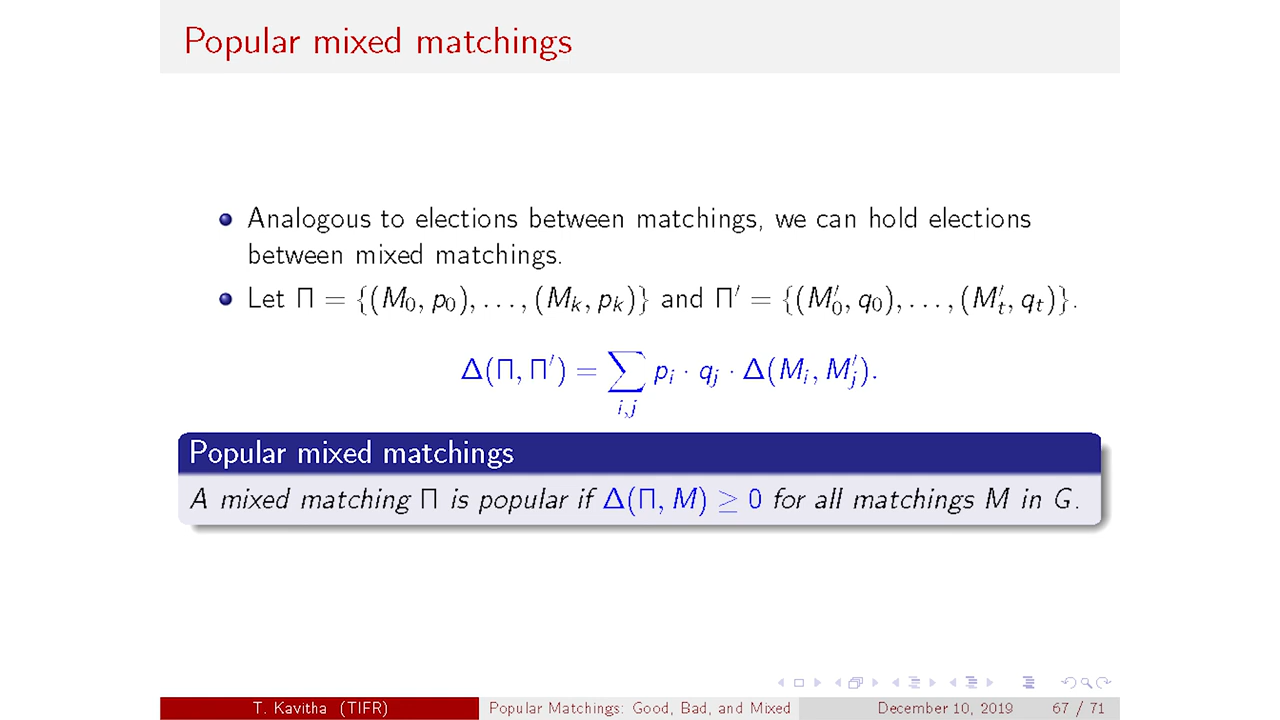 Popular mixed matchings
Analogous to elections between matchings, we can hold elections
between mixed matchings.
Let Π = {(M₀, p₀), . . . , (Mₖ, pₖ)} and Π′ = {(M′₀, q₀), . . . , (M′ₜ, qₜ)}.
Δ(Π, Π′) = ∑ pᵢ · qⱼ · Δ(Mᵢ, M′ⱼ).
i,j
Popular mixed matchings
A mixed matching Π is popular if Δ(Π, M) ≥ 0 for all matchings M in G.
T. Kavitha (TIFR) Popular Matchings: Good, Bad, and Mixed December 10, 2019 67 / 71